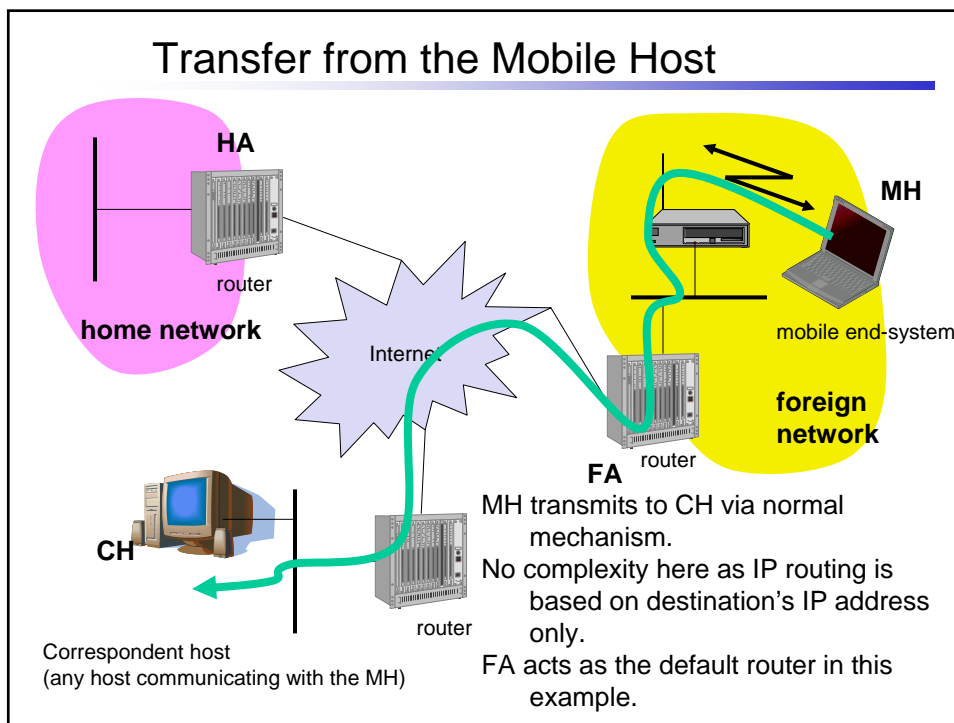 Transfer from the Mobile Host
HA
router
home network
Internet
MH
mobile end-system
foreign
network
router
FA
CH
router
Correspondent host
(any host communicating with the MH)
MH transmits to CH via normal
mechanism.
No complexity here as IP routing is
based on destination's IP address
only.
FA acts as the default router in this
example.